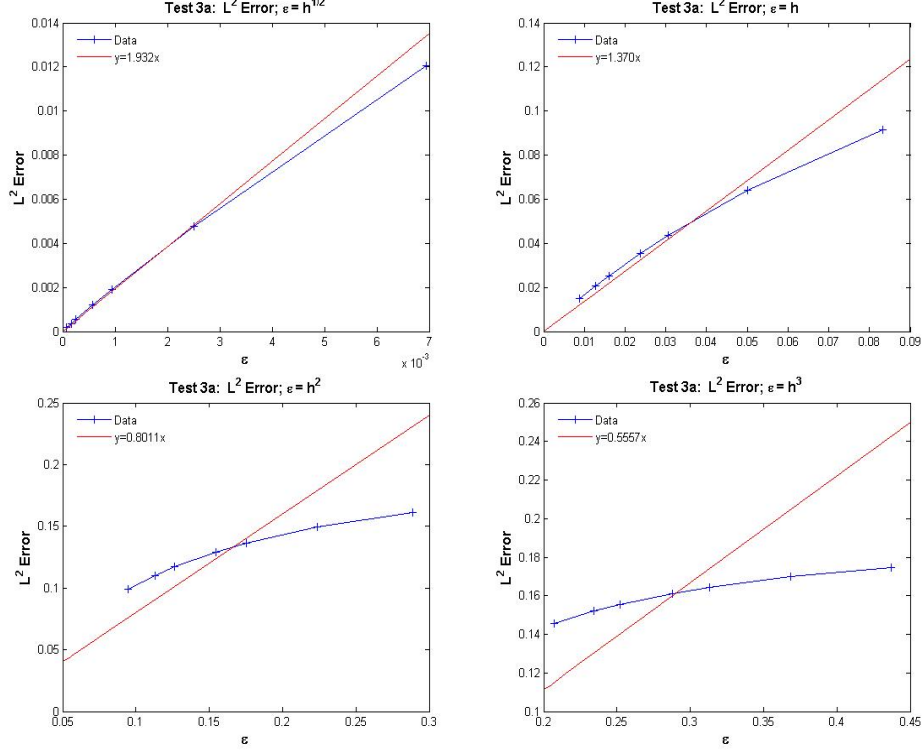 Test 3a: L² Error; ε = h^1/2
Data
y=1.932x
0.014
0.012
0.01
0.008
0.006
0.004
0.002
0
L² Error
0 1 2 3 4 5 6 7
x 10⁻³
ε
Test 3a: L² Error; ε = h
Data
y=1.370x
0.14
0.12
0.1
0.08
0.06
0.04
0.02
0
L² Error
0 0.01 0.02 0.03 0.04 0.05 0.06 0.07 0.08 0.09
ε
Test 3a: L² Error; ε = h²
Data
y=0.8011x
0.25
0.2
0.15
0.1
0.05
0
L² Error
0.05 0.1 0.15 0.2 0.25 0.3
ε
Test 3a: L² Error; ε = h³
Data
y=0.5557x
0.26
0.24
0.22
0.2
0.18
0.16
0.14
0.12
0.1
L² Error
0.2 0.25 0.3 0.35 0.4 0.45
ε